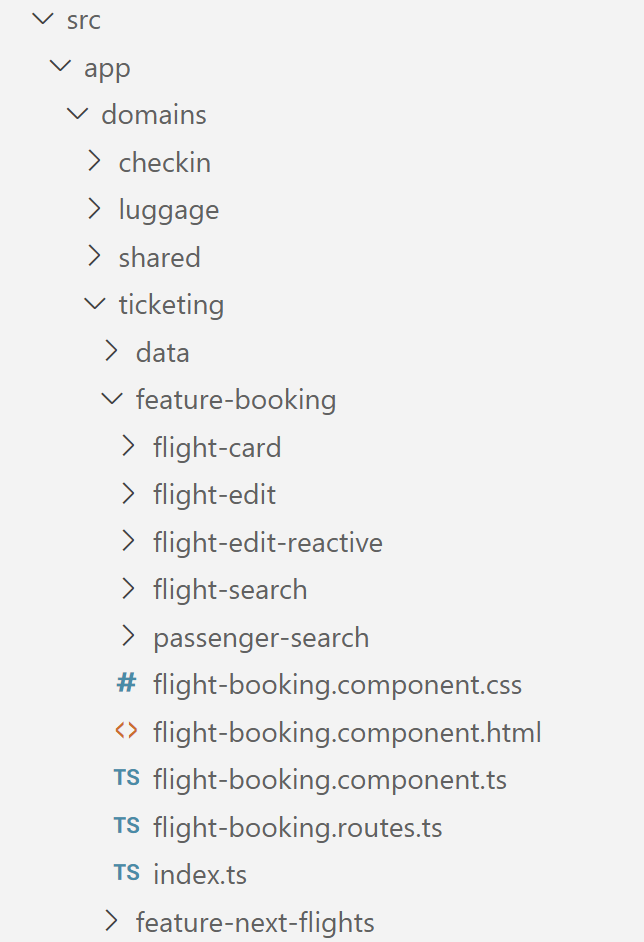 src
app
domains
checkin
luggage
shared
ticketing
data
feature-booking
flight-card
flight-edit
flight-edit-reactive
flight-search
passenger-search
# flight-booking.component.css
<> flight-booking.component.html
TS flight-booking.component.ts
TS flight-booking.routes.ts
TS index.ts
feature-next-flights